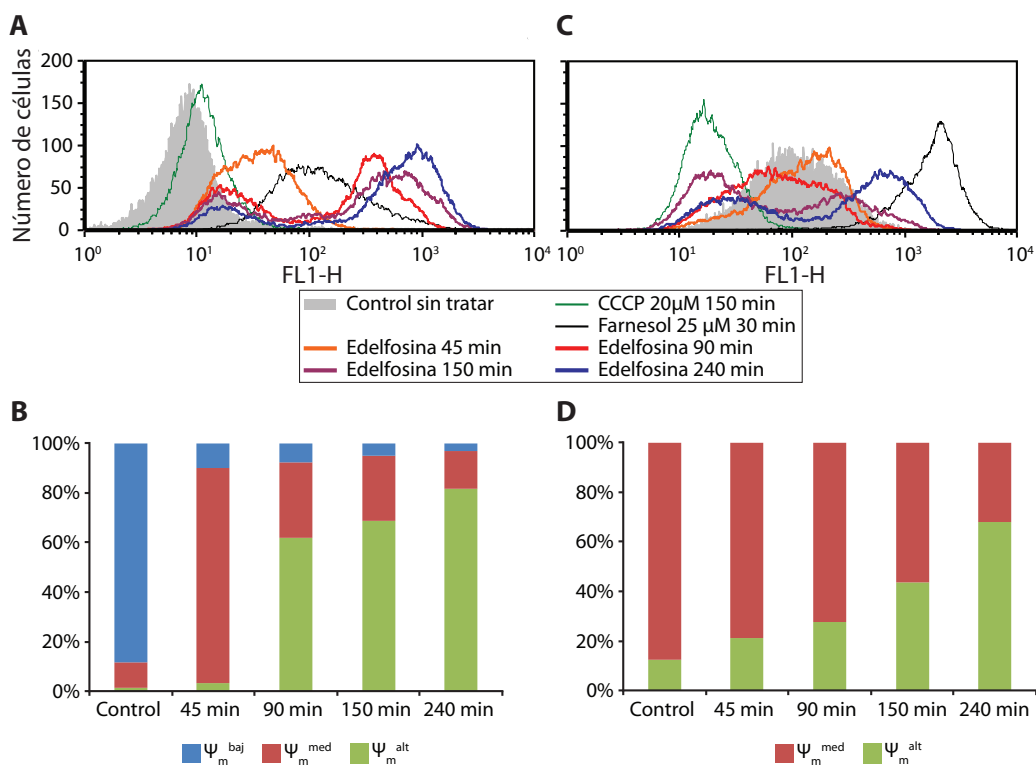 A
C
Número de células
200
150
100
50
0
10⁰ 10¹ 10² 10³ 10⁴
FL1-H
10⁰ 10¹ 10² 10³ 10⁴
FL1-H
Control sin tratar
CCCP 20µM 150 min
Farnesol 25 µM 30 min
Edelfosina 45 min
Edelfosina 90 min
Edelfosina 150 min
Edelfosina 240 min
B
100%
80%
60%
40%
20%
0%
Control 45 min 90 min 150 min 240 min
Ψm baj Ψm med Ψm alt
D
100%
80%
60%
40%
20%
0%
Control 45 min 90 min 150 min 240 min
Ψm med Ψm alt